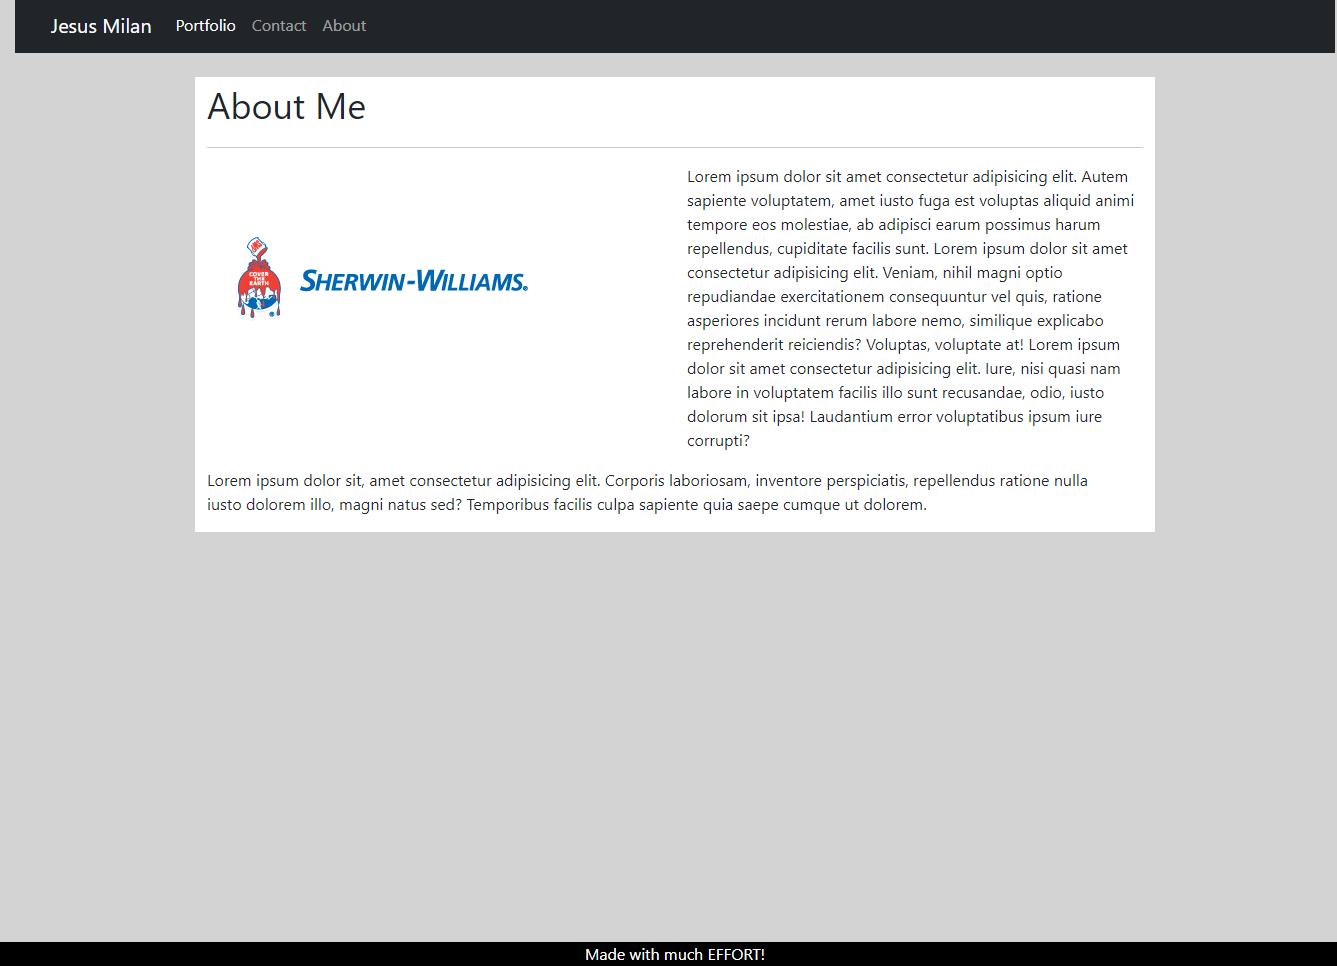 Jesus Milan Portfolio Contact About
About Me
COVER
THE
EARTH
®
SHERWIN-WILLIAMS®
Lorem ipsum dolor sit amet consectetur adipisicing elit. Autem
sapiente voluptatem, amet iusto fuga est voluptas aliquid animi
tempore eos molestiae, ab adipisci earum possimus harum
repellendus, cupiditate facilis sunt. Lorem ipsum dolor sit amet
consectetur adipisicing elit. Veniam, nihil magni optio
repudiandae exercitationem consequuntur vel quis, ratione
asperiores incidunt rerum labore nemo, similique explicabo
reprehenderit reiciendis? Voluptas, voluptate at! Lorem ipsum
dolor sit amet consectetur adipisicing elit. Iure, nisi quasi nam
labore in voluptatem facilis illo sunt recusandae, odio, iusto
dolorum sit ipsa! Laudantium error voluptatibus ipsum iure
corrupti?
Lorem ipsum dolor sit, amet consectetur adipisicing elit. Corporis laboriosam, inventore perspiciatis, repellendus ratione nulla
iusto dolorem illo, magni natus sed? Temporibus facilis culpa sapiente quia saepe cumque ut dolorem.
Made with much EFFORT!